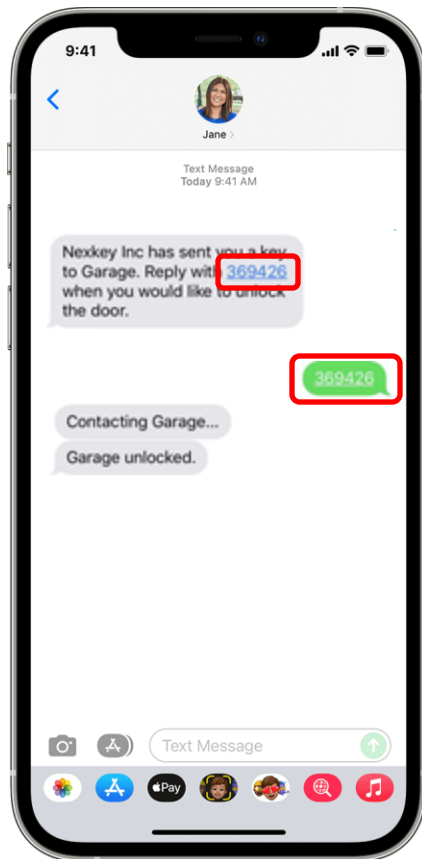 9:41
Jane
Text Message
Today 9:41 AM
Nexkey Inc has sent you a key
to Garage. Reply with 369426
when you would like to unlock
the door.
369426
Contacting Garage...
Garage unlocked.
Text Message
Pay